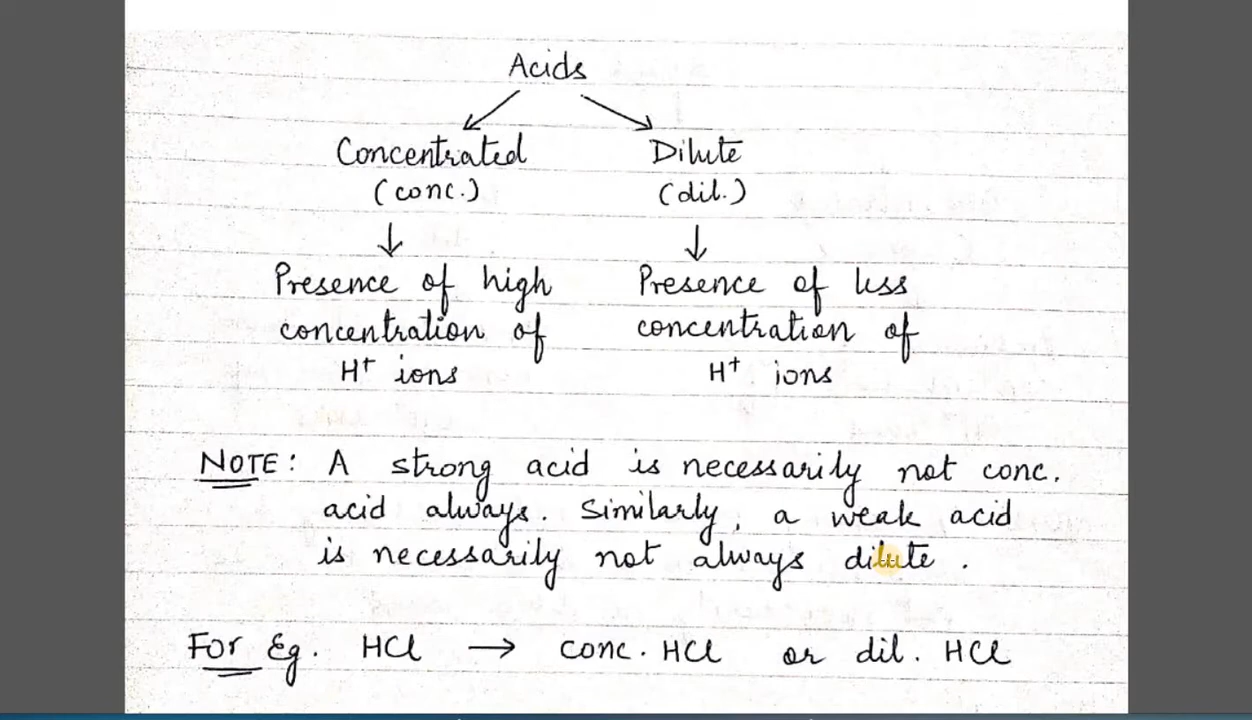 Acids
Concentrated Dilute
(conc.) (dil.)
Presence of high Presence of less
concentration of concentration of
H⁺ ions H⁺ ions
NOTE: A strong acid is necessarily not conc.
acid always. Similarly, a weak acid
is necessarily not always dilute.
For Eg. HCl → conc. HCl or dil. HCl